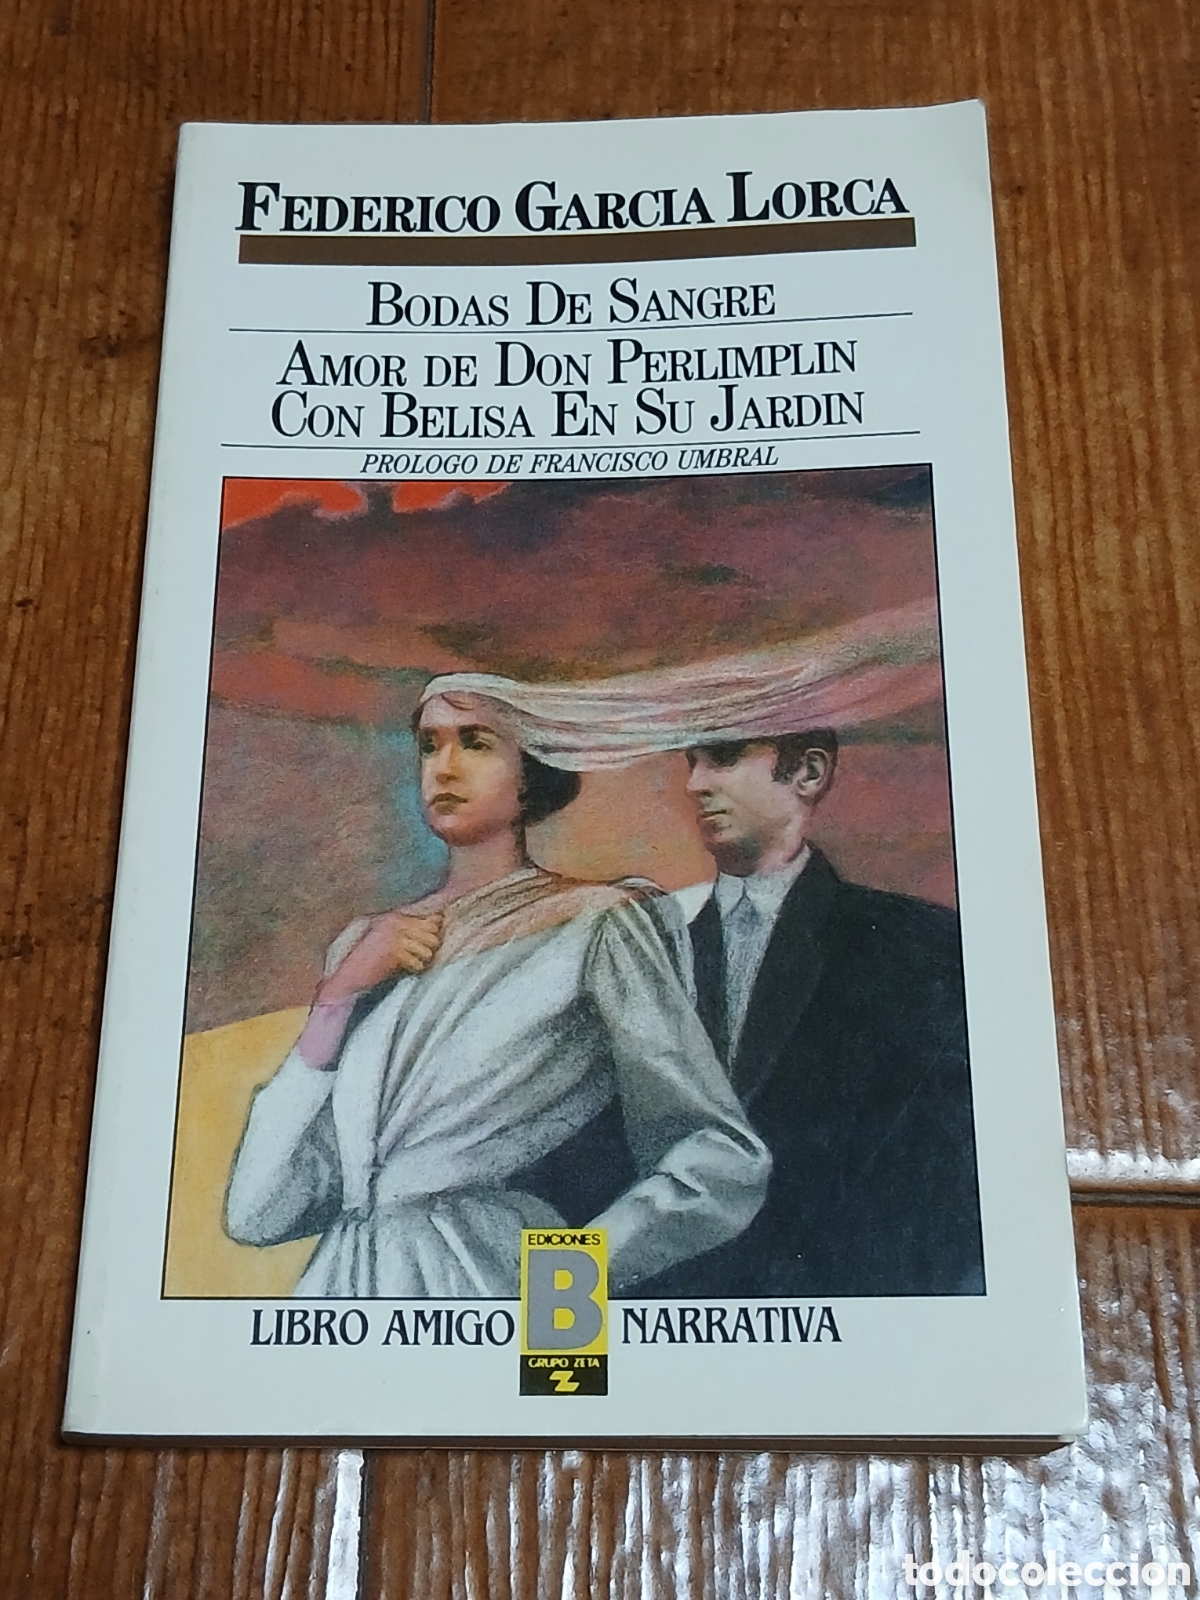 FEDERICO GARCIA LORCA
BODAS DE SANGRE
AMOR DE DON PERLIMPLIN
CON BELISA EN SU JARDIN
PROLOGO DE FRANCISCO UMBRAL
EDICIONES
B
LIBRO AMIGO NARRATIVA
GRUPO ZETA
Z
todocoleccion